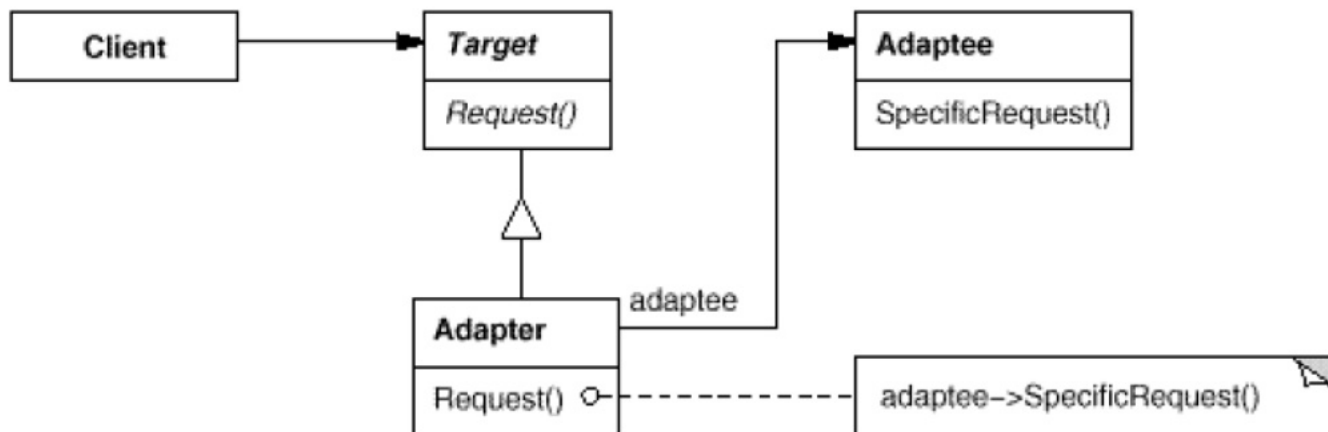 Client
Target
Request()
Adaptee
SpecificRequest()
adaptee
Adapter
Request()
adaptee->SpecificRequest()